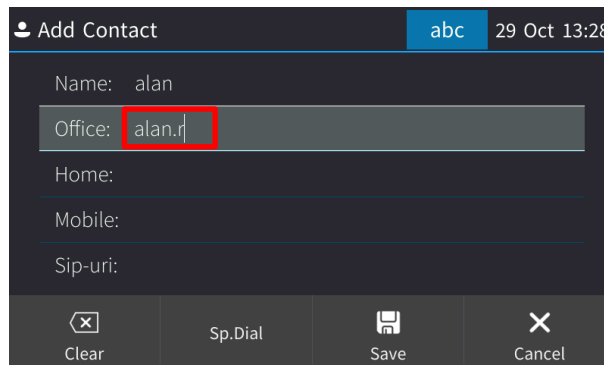 Add Contact abc 29 Oct 13:28
Name: alan
Office: alan.r
Home:
Mobile:
Sip-uri:
Clear Sp.Dial Save Cancel